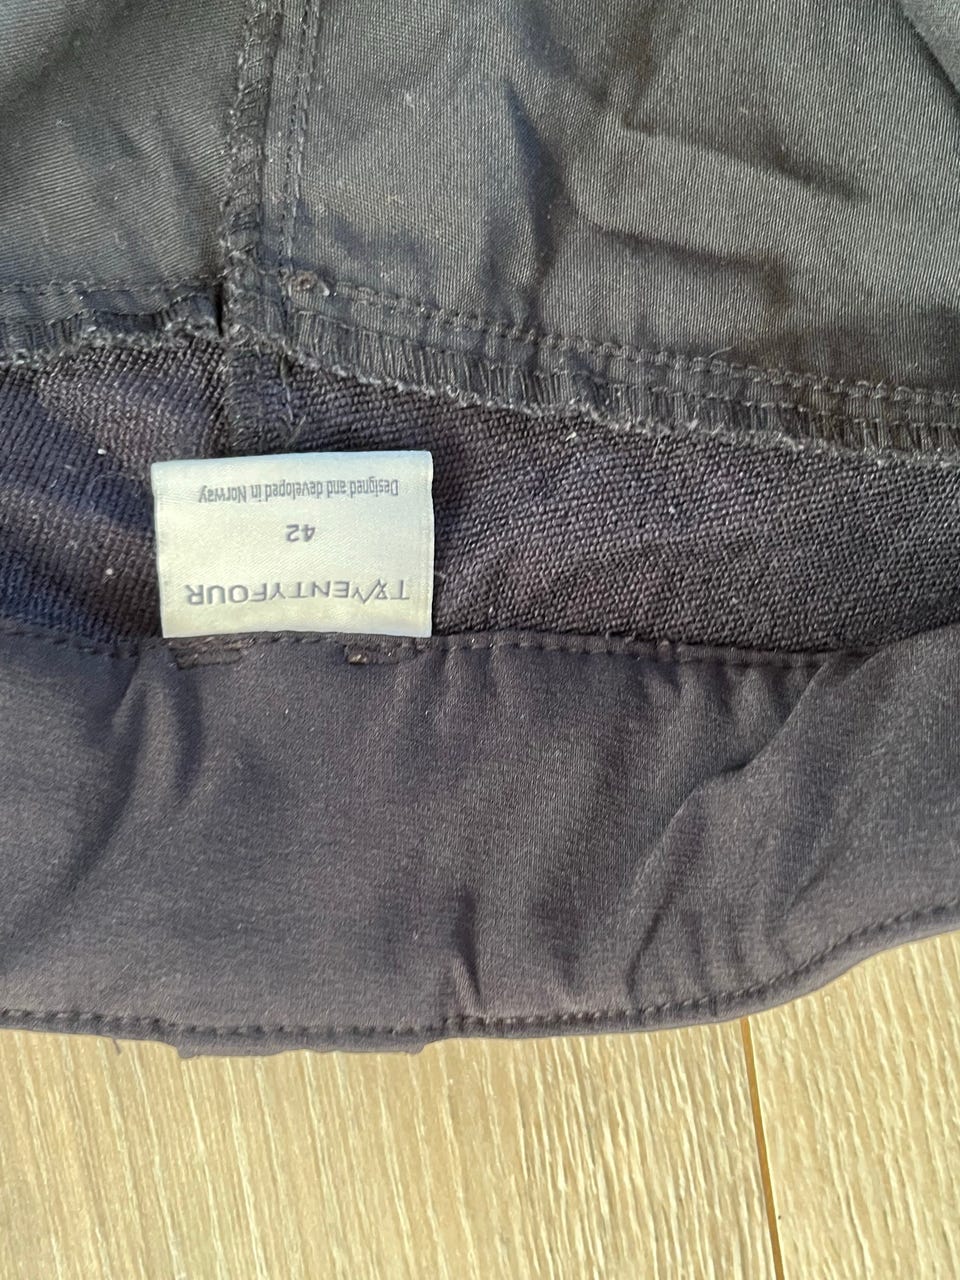 TWENTYFOUR
42
Designed and developed in Norway